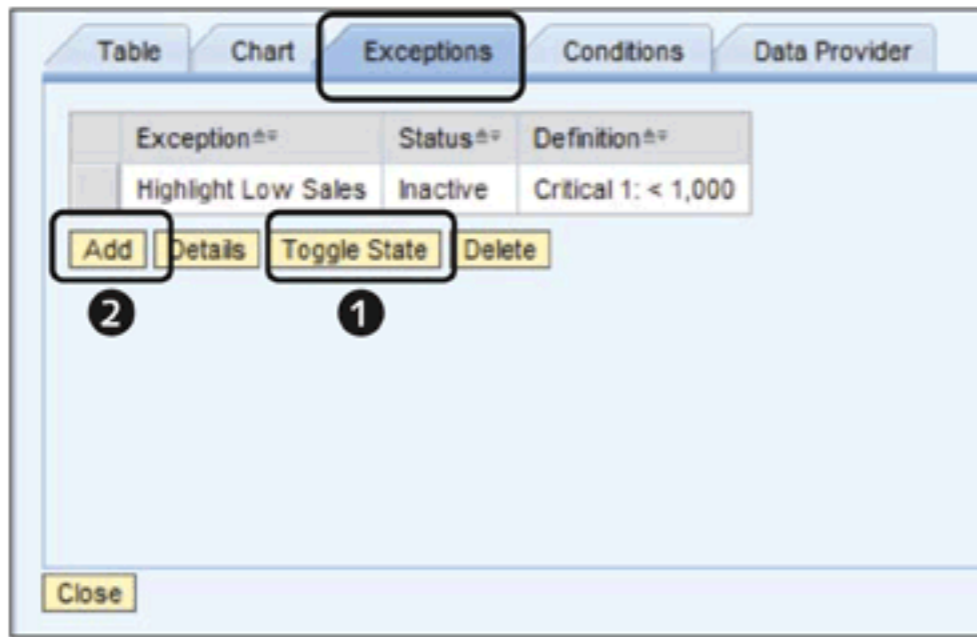 Table Chart Exceptions Conditions Data Provider
Exception Status Definition
Highlight Low Sales Inactive Critical 1: < 1,000
Add Details Toggle State Delete
2 1
Close